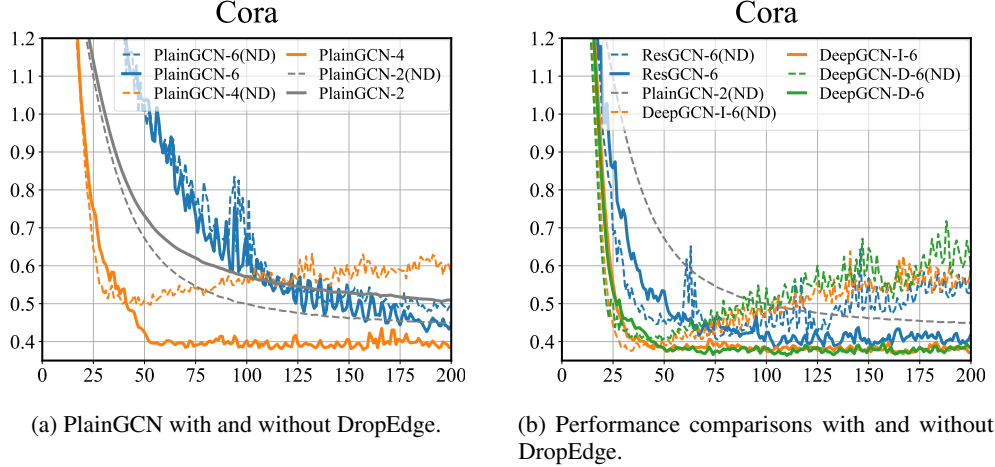 Cora
1.2
1.1
1.0
0.9
0.8
0.7
0.6
0.5
0.4
0 25 50 75 100 125 150 175 200
PlainGCN-6(ND)
PlainGCN-6
PlainGCN-4(ND)
PlainGCN-4
PlainGCN-2(ND)
PlainGCN-2
(a) PlainGCN with and without DropEdge.
Cora
1.2
1.1
1.0
0.9
0.8
0.7
0.6
0.5
0.4
0 25 50 75 100 125 150 175 200
ResGCN-6(ND)
ResGCN-6
PlainGCN-2(ND)
DeepGCN-I-6(ND)
DeepGCN-I-6
DeepGCN-D-6(ND)
DeepGCN-D-6
(b) Performance comparisons with and without
DropEdge.